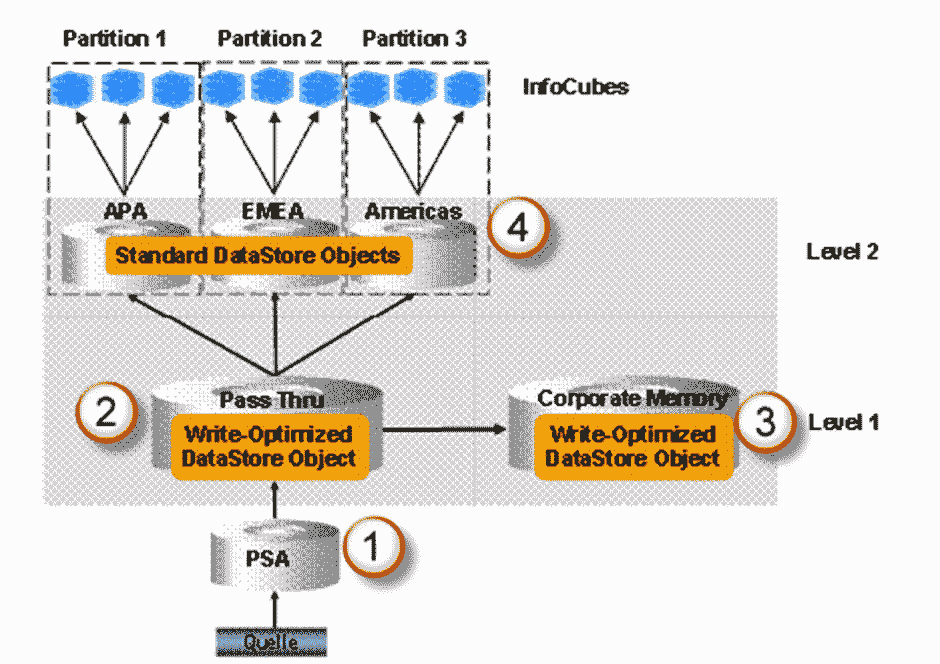 Partition 1
Partition 2
Partition 3
InfoCubes
APA
EMEA
Americas
4
Standard DataStore Objects
Level 2
2
Pass Thru
Write-Optimized
DataStore Object
Corporate Memory
Write-Optimized
DataStore Object
3
Level 1
PSA
1
Quelle